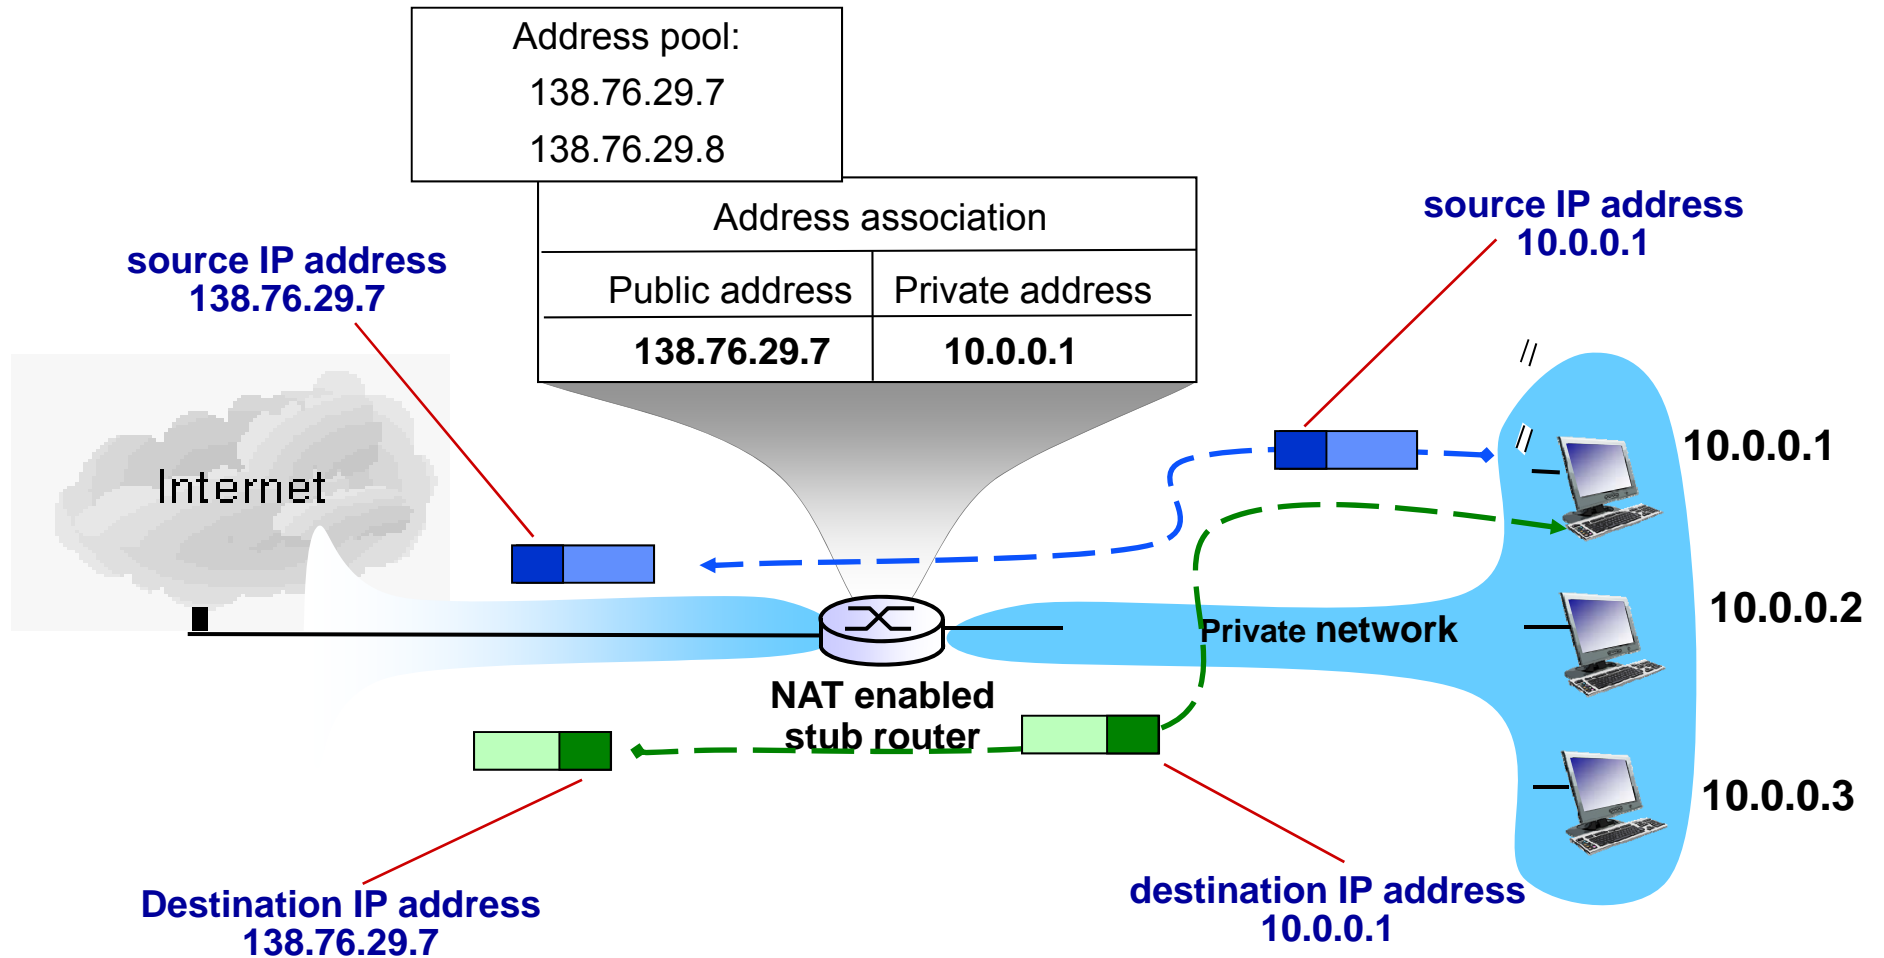 Address pool:
138.76.29.7
138.76.29.8
Address association
Public address Private address
138.76.29.7 10.0.0.1
source IP address
138.76.29.7
source IP address
10.0.0.1
Internet
10.0.0.1
10.0.0.2
Private network
NAT enabled
stub router
10.0.0.3
Destination IP address
138.76.29.7
destination IP address
10.0.0.1